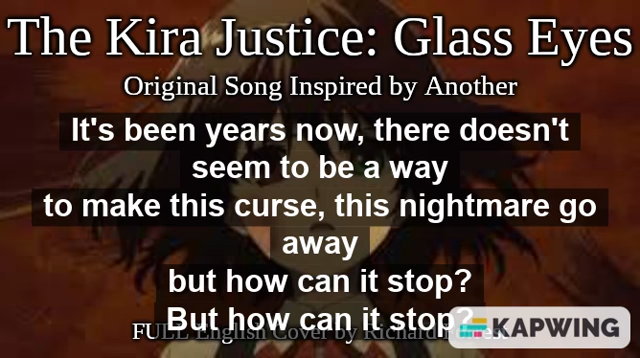 The Kira Justice: Glass Eyes
Original Song Inspired by Another
It's been years now, there doesn't
seem to be a way
to make this curse, this nightmare go
away
but how can it stop?
But how can it stop?
FULL English Cover by Richard
KAPWING